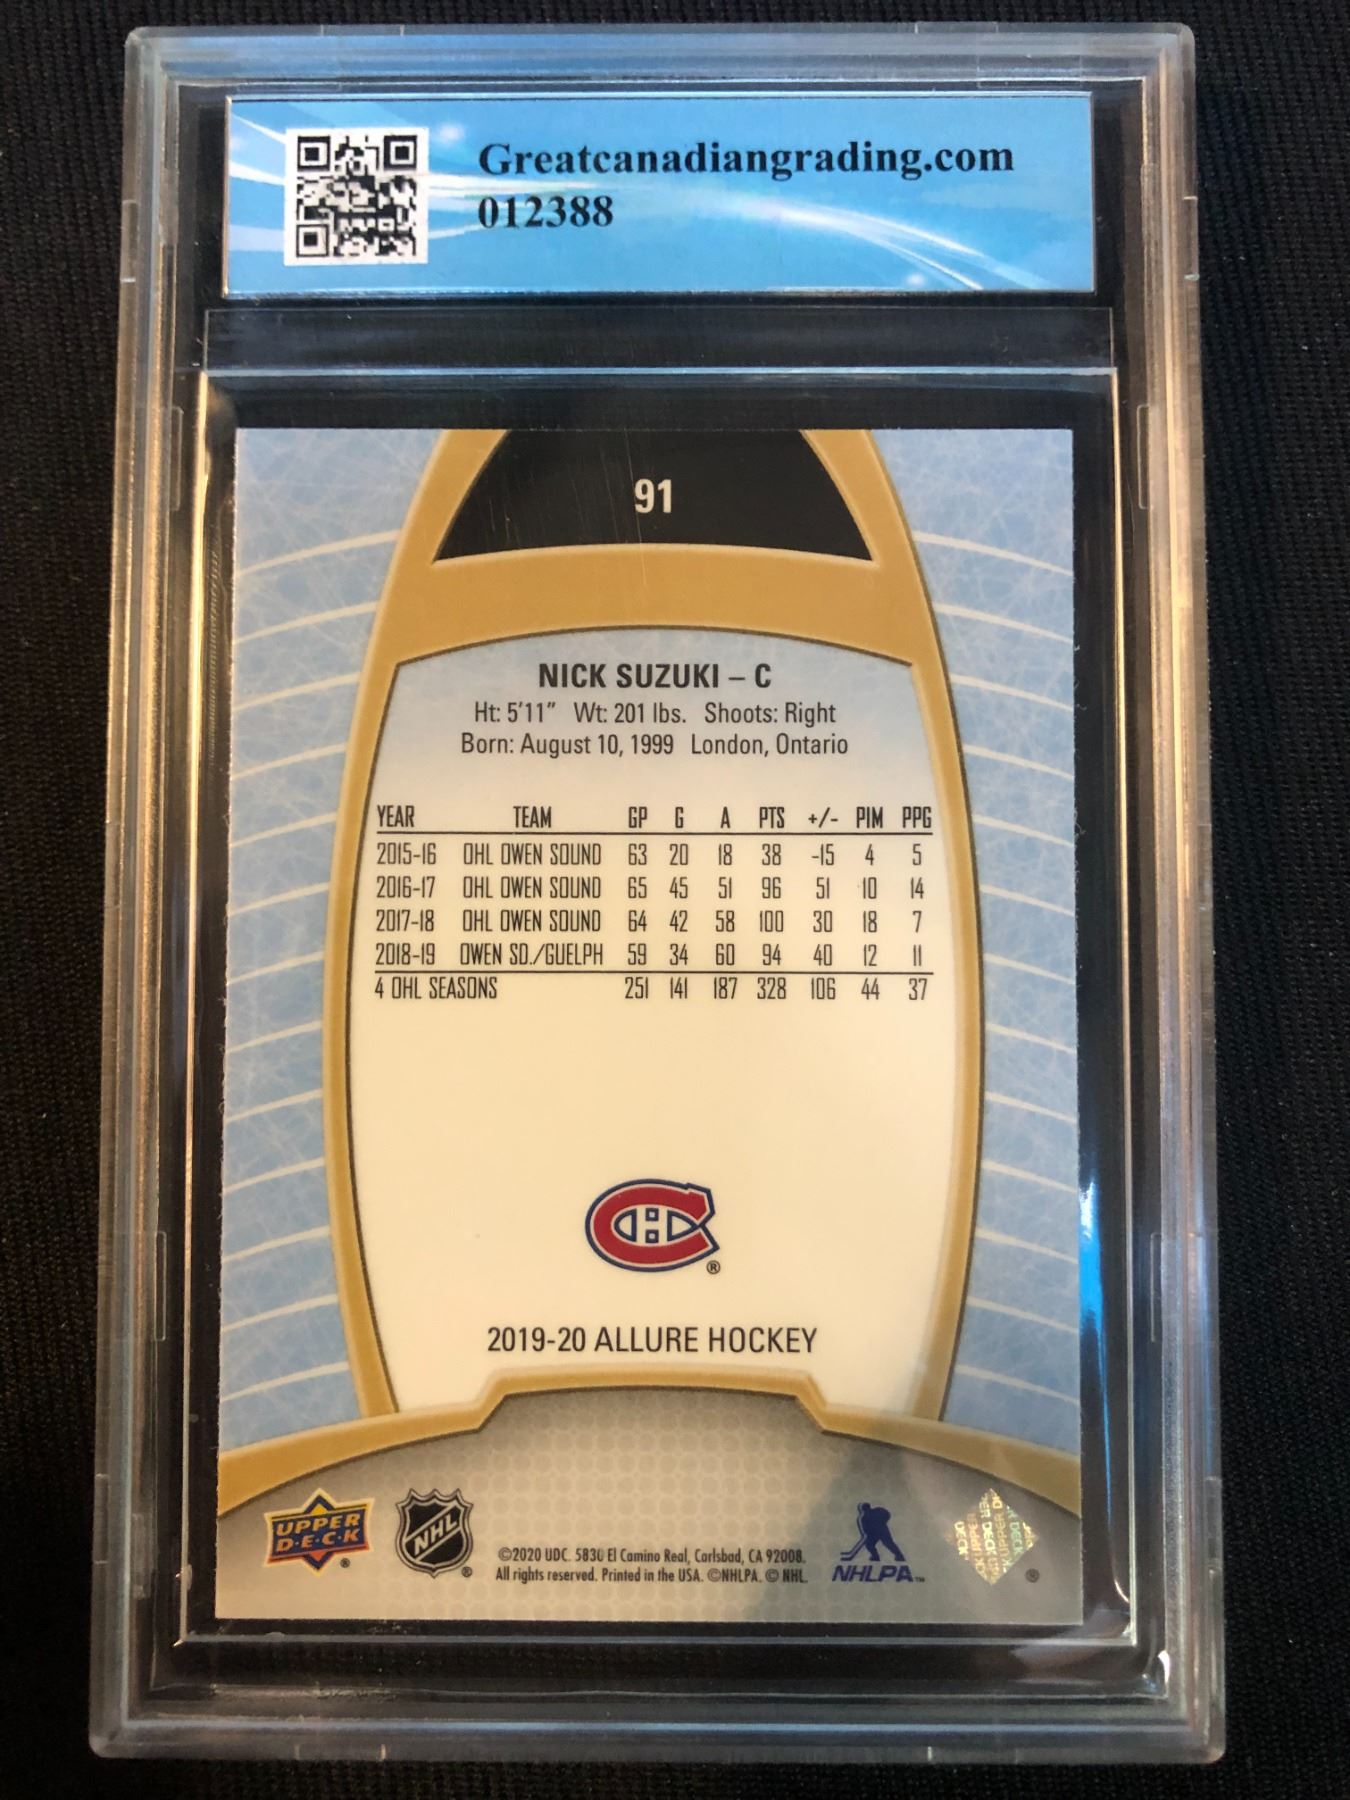 Greatcanadiangrading.com
012388
91
NICK SUZUKI – C
Ht: 5'11" Wt: 201 lbs. Shoots: Right
Born: August 10, 1999 London, Ontario
YEAR TEAM GP G A PTS +/- PIM PPG
2015-16 OHL OWEN SOUND 63 20 18 38 -15 4 5
2016-17 OHL OWEN SOUND 65 45 51 96 51 10 14
2017-18 OHL OWEN SOUND 64 42 58 100 30 18 7
2018-19 OWEN SD./GUELPH 59 34 60 94 40 12 11
4 OHL SEASONS 251 141 187 328 106 44 37
®
2019-20 ALLURE HOCKEY
UPPER
D·E·C·K ®
NHL ®
©2020 UDC. 5830 El Camino Real, Carlsbad, CA 92008.
All rights reserved. Printed in the USA. ©NHLPA. © NHL.
NHLPA™
®